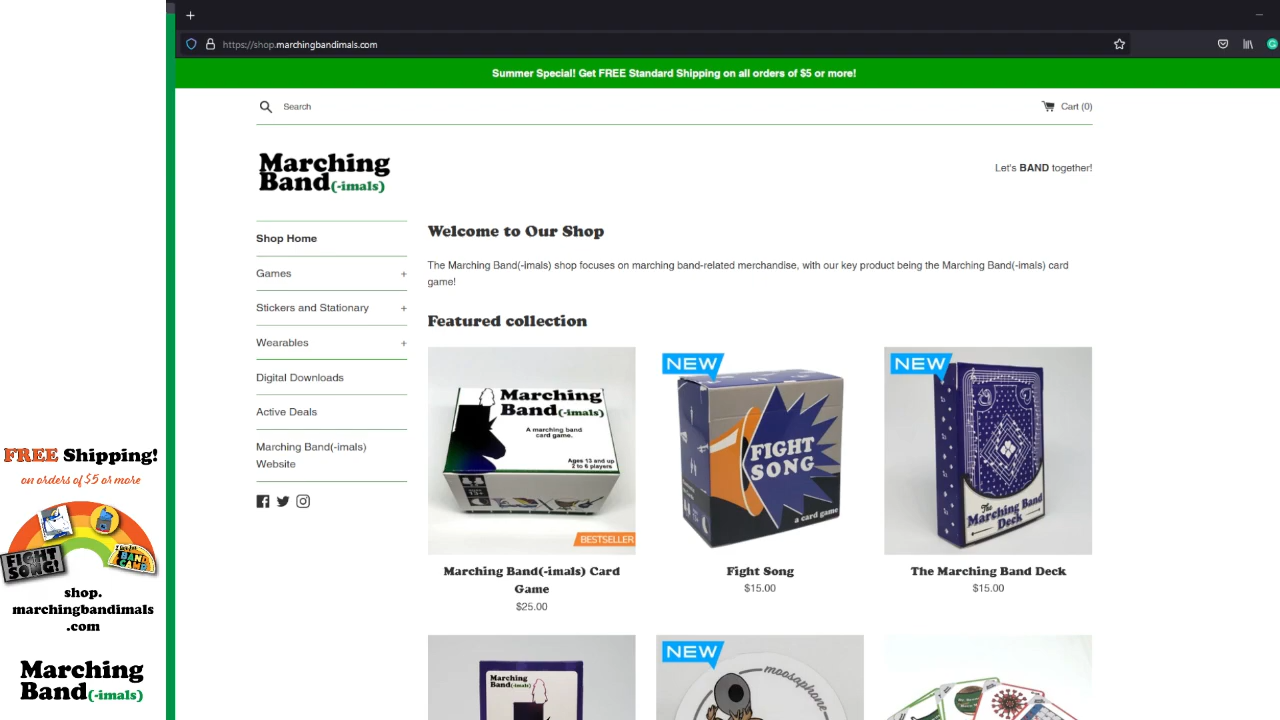 https://shop.marchingbandimals.com
Summer Special! Get FREE Standard Shipping on all orders of $5 or more!
Search
Cart (0)
Marching
Band(-imals)
Let's BAND together!
Shop Home
Games +
Stickers and Stationary +
Wearables +
Digital Downloads
Active Deals
Marching Band(-imals)
Website
Welcome to Our Shop
The Marching Band(-imals) shop focuses on marching band-related merchandise, with our key product being the Marching Band(-imals) card
game!
Featured collection
Marching
Band(-imals)
A marching band
card game.
Ages 13 and up
2 to 6 players
13+
BESTSELLER
Marching Band(-imals) Card
Game
$25.00
NEW
FIGHT
SONG
a card game
Fight Song
$15.00
NEW
The
Marching Band
Deck
The Marching Band Deck
$15.00
Marching
Band(-imals)
NEW
moosaphone
FREE Shipping!
on orders of $5 or more
FIGHT
SONG!
BAND
CAMP
shop.
marchingbandimals
.com
Marching
Band(-imals)